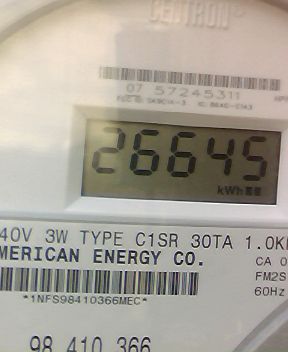 CENTRON
07 57245311
26645
kWh
40V 3W TYPE C1SR 30TA 1.0K
MERICAN ENERGY CO.
CA 0
FM2S
60Hz
*1NFS98410366MEC*
98 410 366